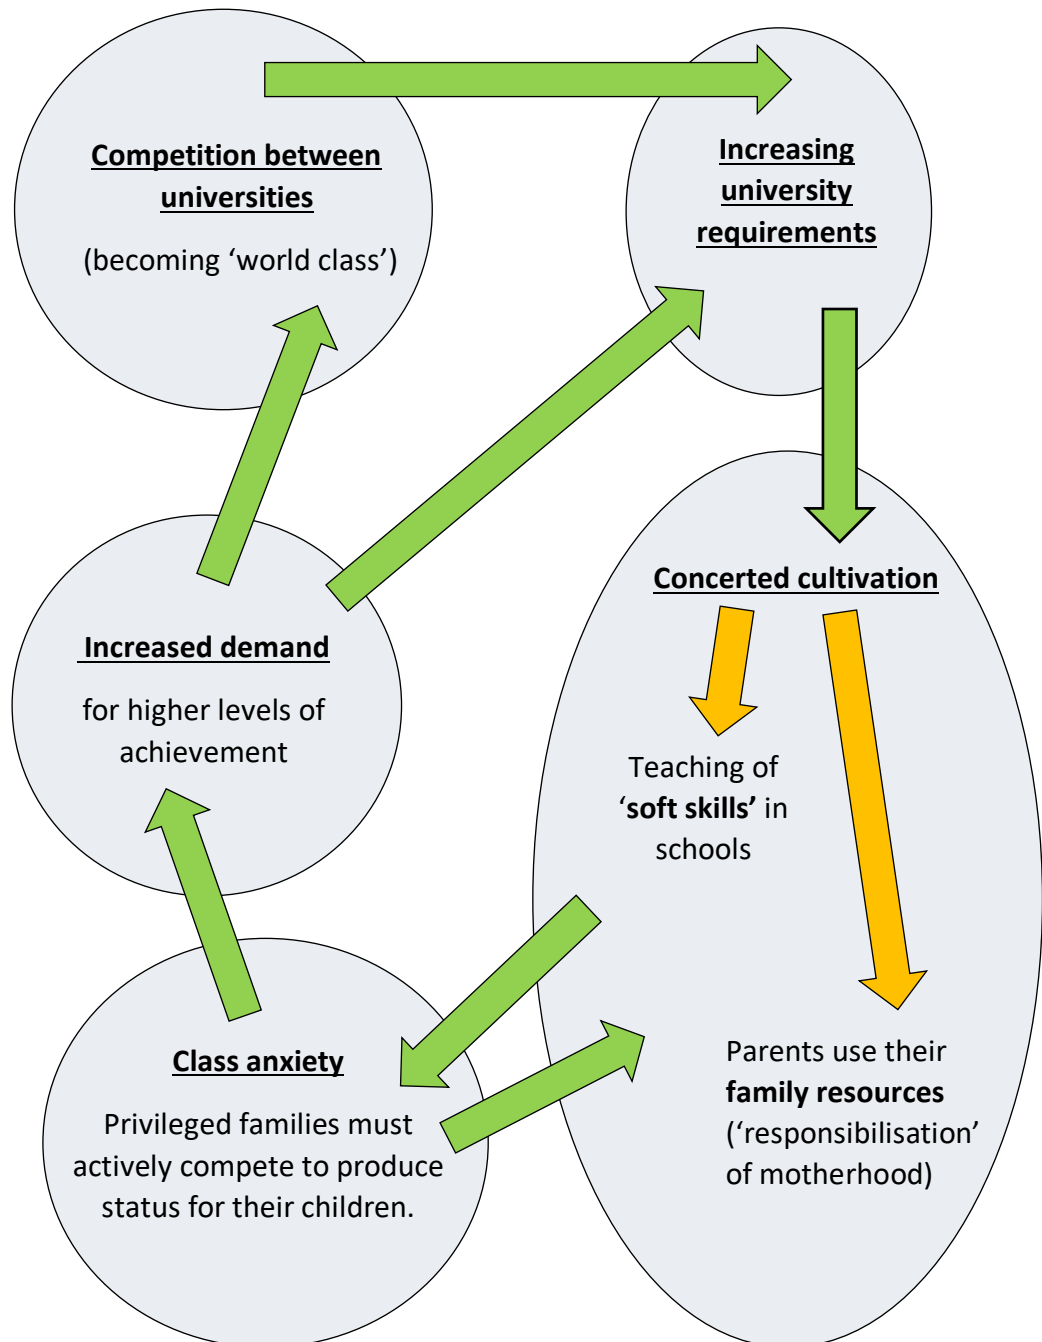 Competition between
universities
(becoming ‘world class’)
Increasing
university
requirements
Increased demand
for higher levels of
achievement
Concerted cultivation
Teaching of
‘soft skills’ in
schools
Parents use their
family resources
(‘responsibilisation’
of motherhood)
Class anxiety
Privileged families must
actively compete to produce
status for their children.